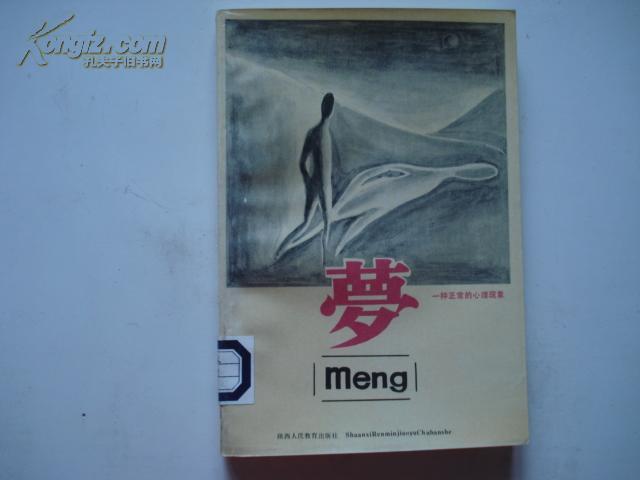 Kongfz.com
孔夫子旧书网
夢
一种正常的心理现象
meng
陕西人民教育出版社 ShaanxiRenminjiaoyuChubanshe